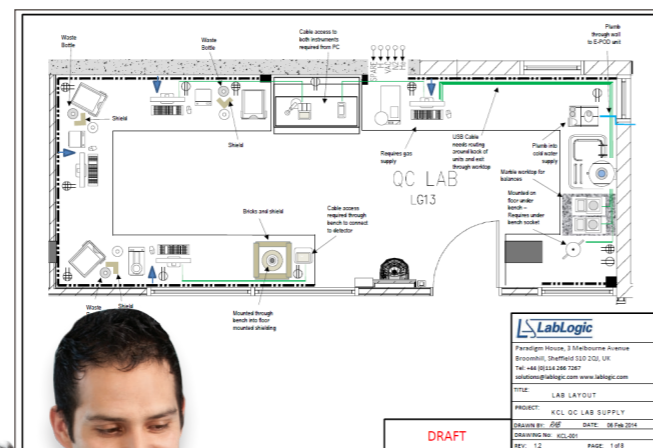 Waste
Bottle
Waste
Bottle
Cable access to
both instruments
required from PC
SPARE
VAC
Plumb
through wall
to E-POD unit
Shield
Shield
Requires gas
supply
USB Cable
needs routing
around back of
units and exit
through worktop
Plumb into
cold water
supply
QC LAB
LG13
Marble worktop for
balances
Mounted on
floor under
bench –
Requires under
bench socket
Bricks and shield
Cable access
required through
bench to connect
to detector
Waste
Shield
Mounted through
bench into floor
mounted shielding
LabLogic
Paradigm House, 3 Melbourne Avenue
Broomhill, Sheffield S10 2QJ, UK
Tel: +44 (0)114 266 7267
solutions@lablogic.com www.lablogic.com
TITLE:
LAB LAYOUT
PROJECT:
KCL QC LAB SUPPLY
DRAWN BY: RAB DATE: 06 Feb 2014
DRAWING No: KCL-001
REV: 1.2 PAGE: 1 of 8
DRAFT